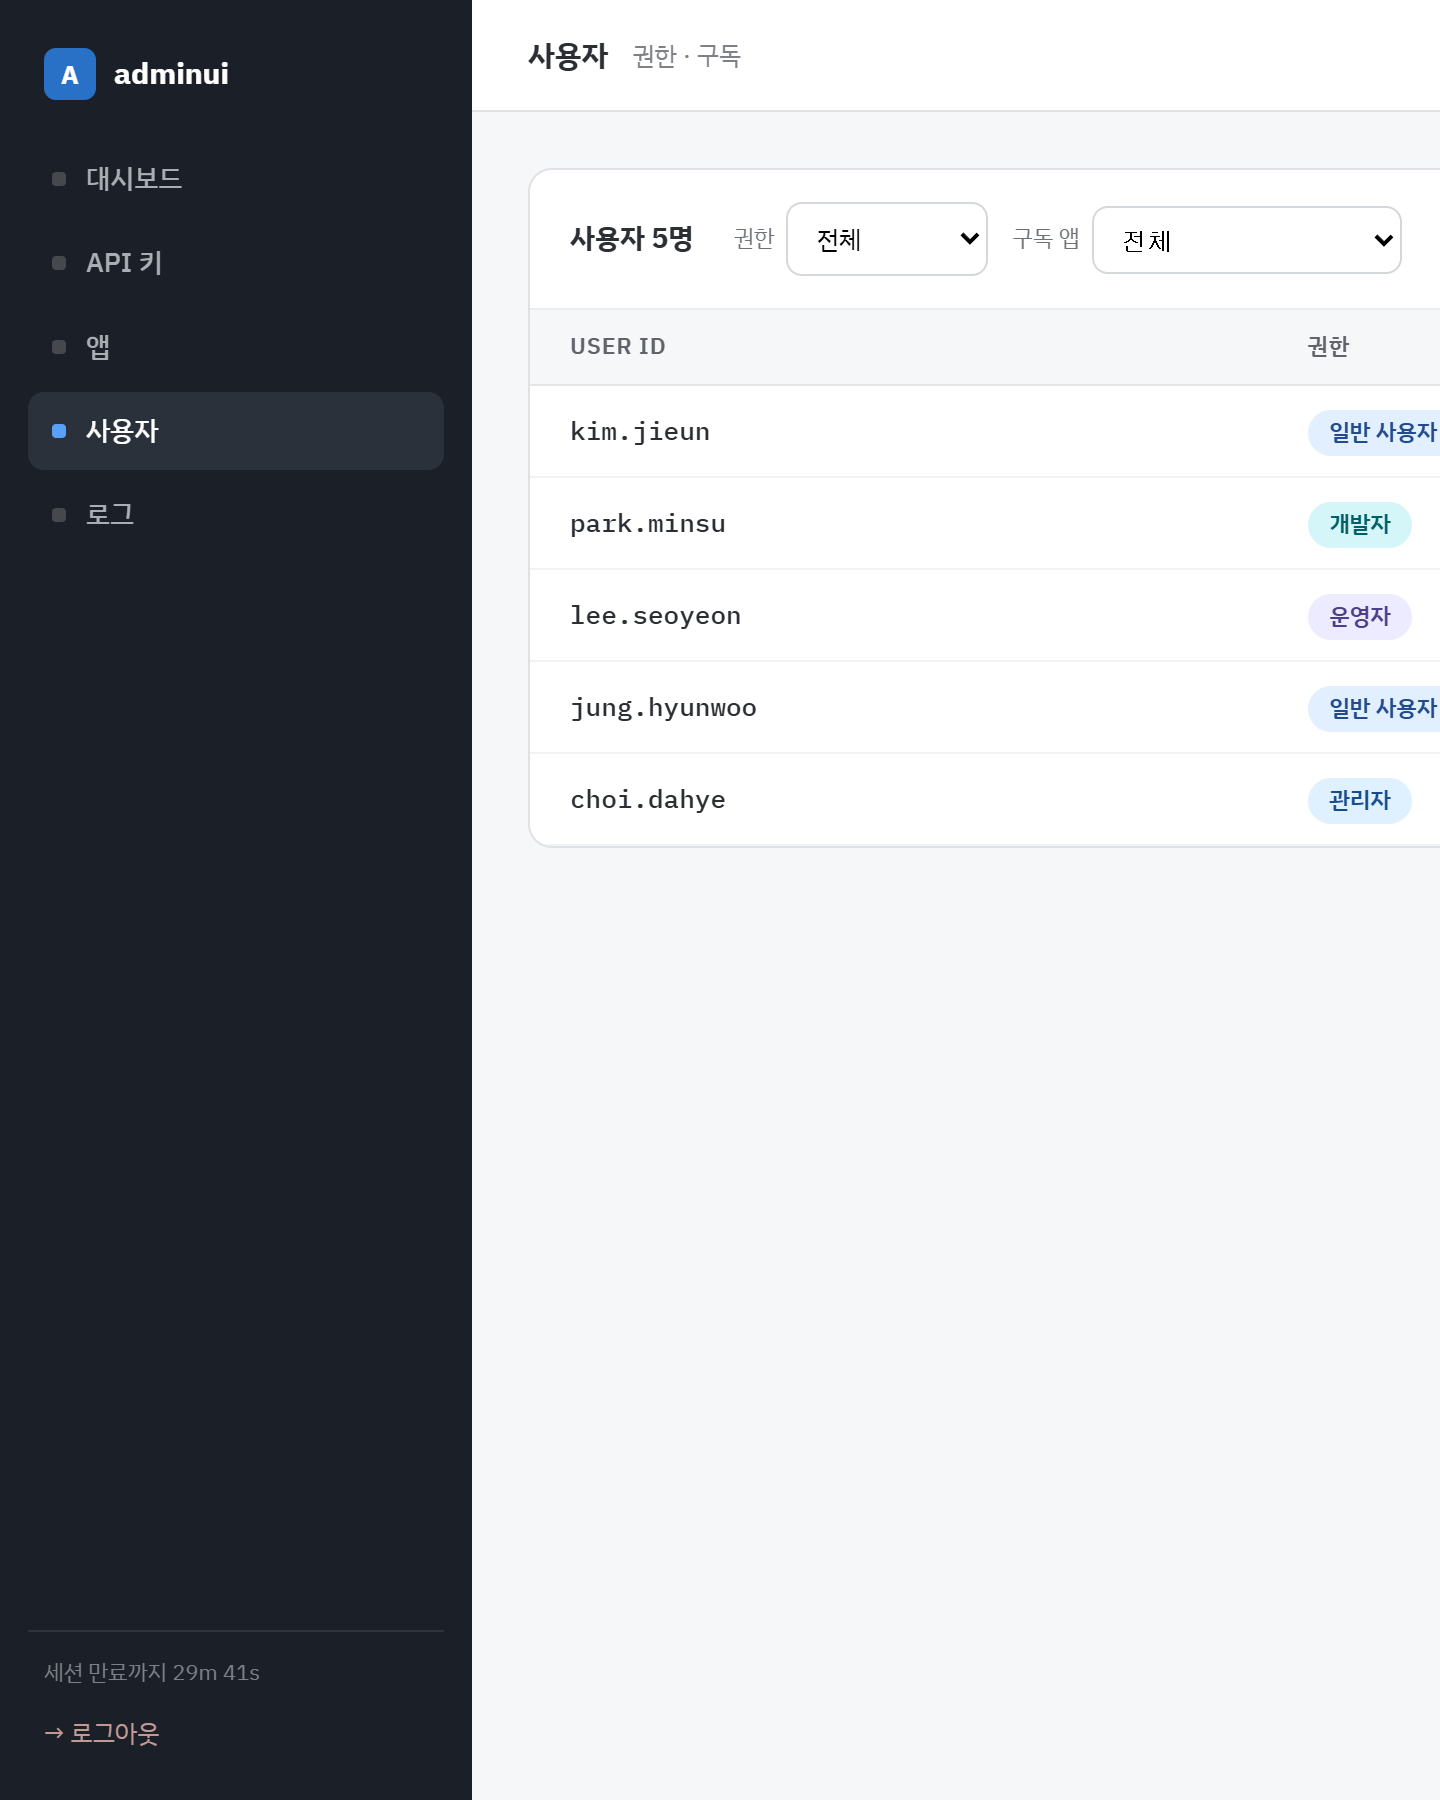 A adminui
대시보드
API 키
앱
사용자
로그
세션 만료까지 29m 41s
→ 로그아웃
사용자 권한 · 구독
사용자 5명 권한 전체 구독 앱 전체
USER ID 권한
kim.jieun 일반 사용자
park.minsu 개발자
lee.seoyeon 운영자
jung.hyunwoo 일반 사용자
choi.dahye 관리자